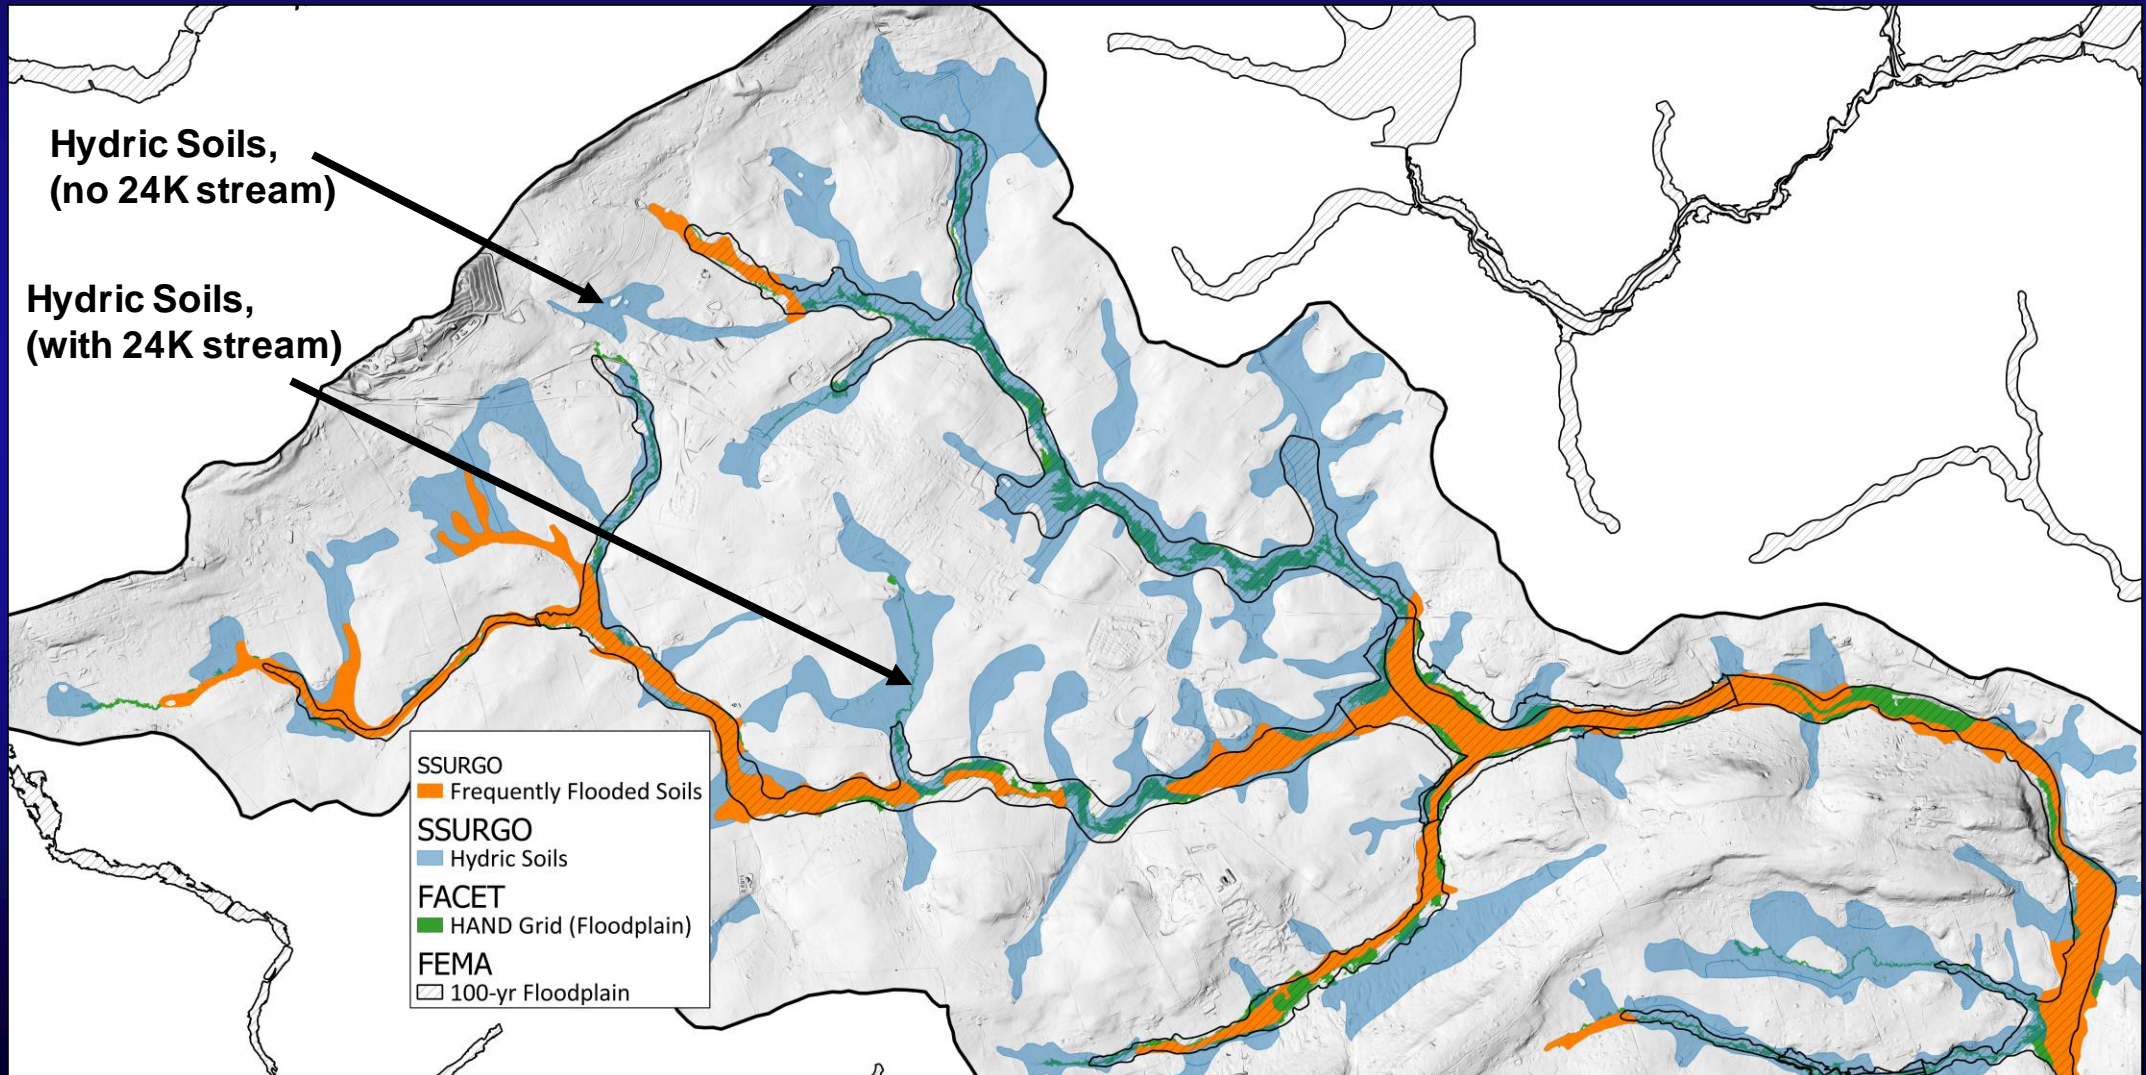 Hydric Soils,
(no 24K stream)
Hydric Soils,
(with 24K stream)
SSURGO
Frequently Flooded Soils
SSURGO
Hydric Soils
FACET
HAND Grid (Floodplain)
FEMA
100-yr Floodplain